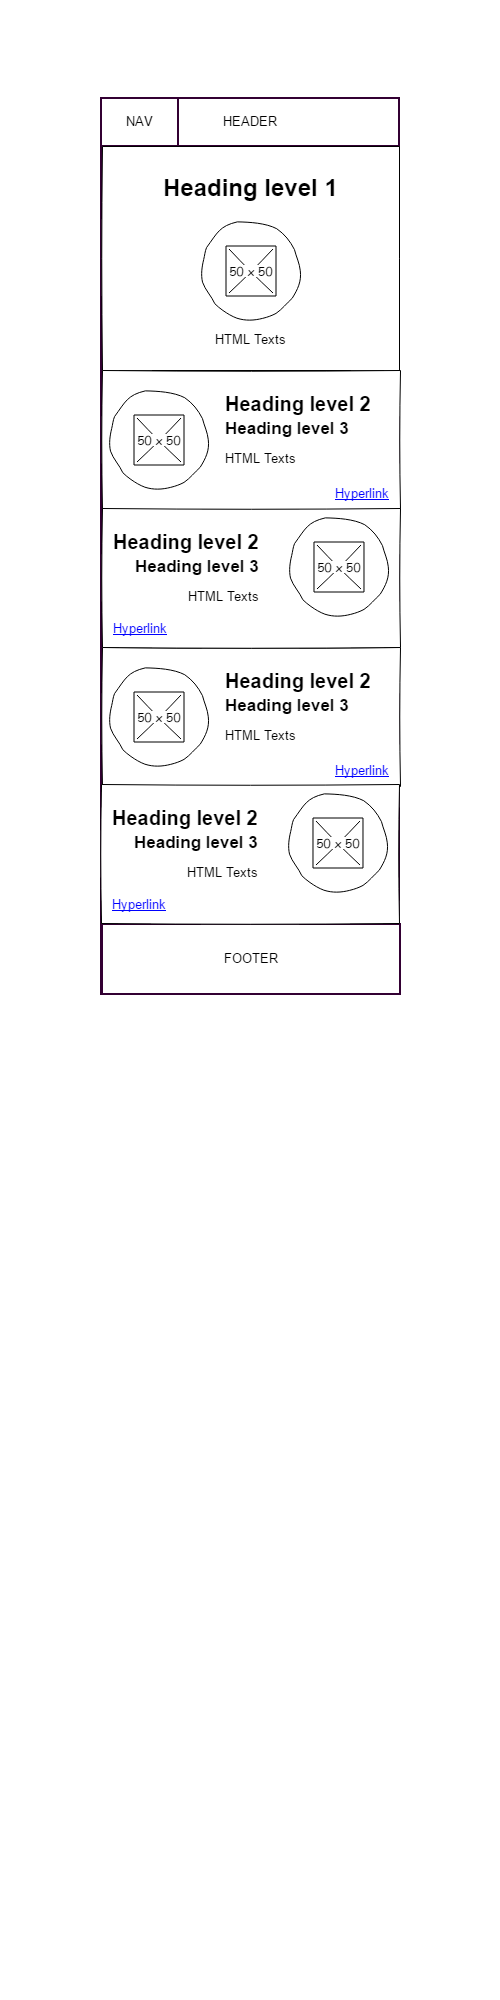 NAV
HEADER
Heading level 1
50 × 50
HTML Texts
50 × 50
Heading level 2
Heading level 3
HTML Texts
Hyperlink
Heading level 2
Heading level 3
50 × 50
HTML Texts
Hyperlink
50 × 50
Heading level 2
Heading level 3
HTML Texts
Hyperlink
Heading level 2
Heading level 3
50 × 50
HTML Texts
Hyperlink
FOOTER